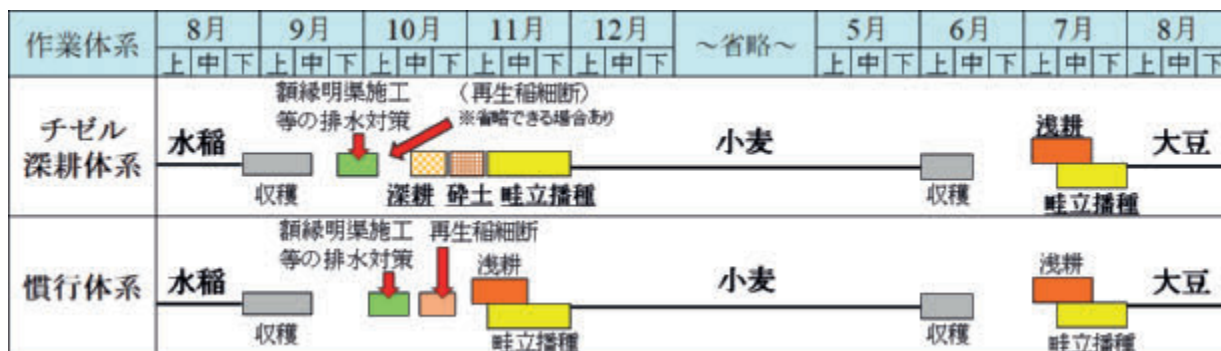 作業体系 8月 9月 10月 11月 12月 ～省略～ 5月 6月 7月 8月
上 中 下 上 中 下 上 中 下 上 中 下 上 中 下 上 中 下 上 中 下 上 中 下 上 中 下
チゼル
深耕体系
水稲
収穫
額縁明渠施工
等の排水対策
（再生稲細断）
※省略できる場合あり
深耕 砕土 畦立播種
小麦
収穫
浅耕
畦立播種
大豆
慣行体系
水稲
収穫
額縁明渠施工
等の排水対策
再生稲細断
浅耕
畦立播種
小麦
収穫
浅耕
畦立播種
大豆